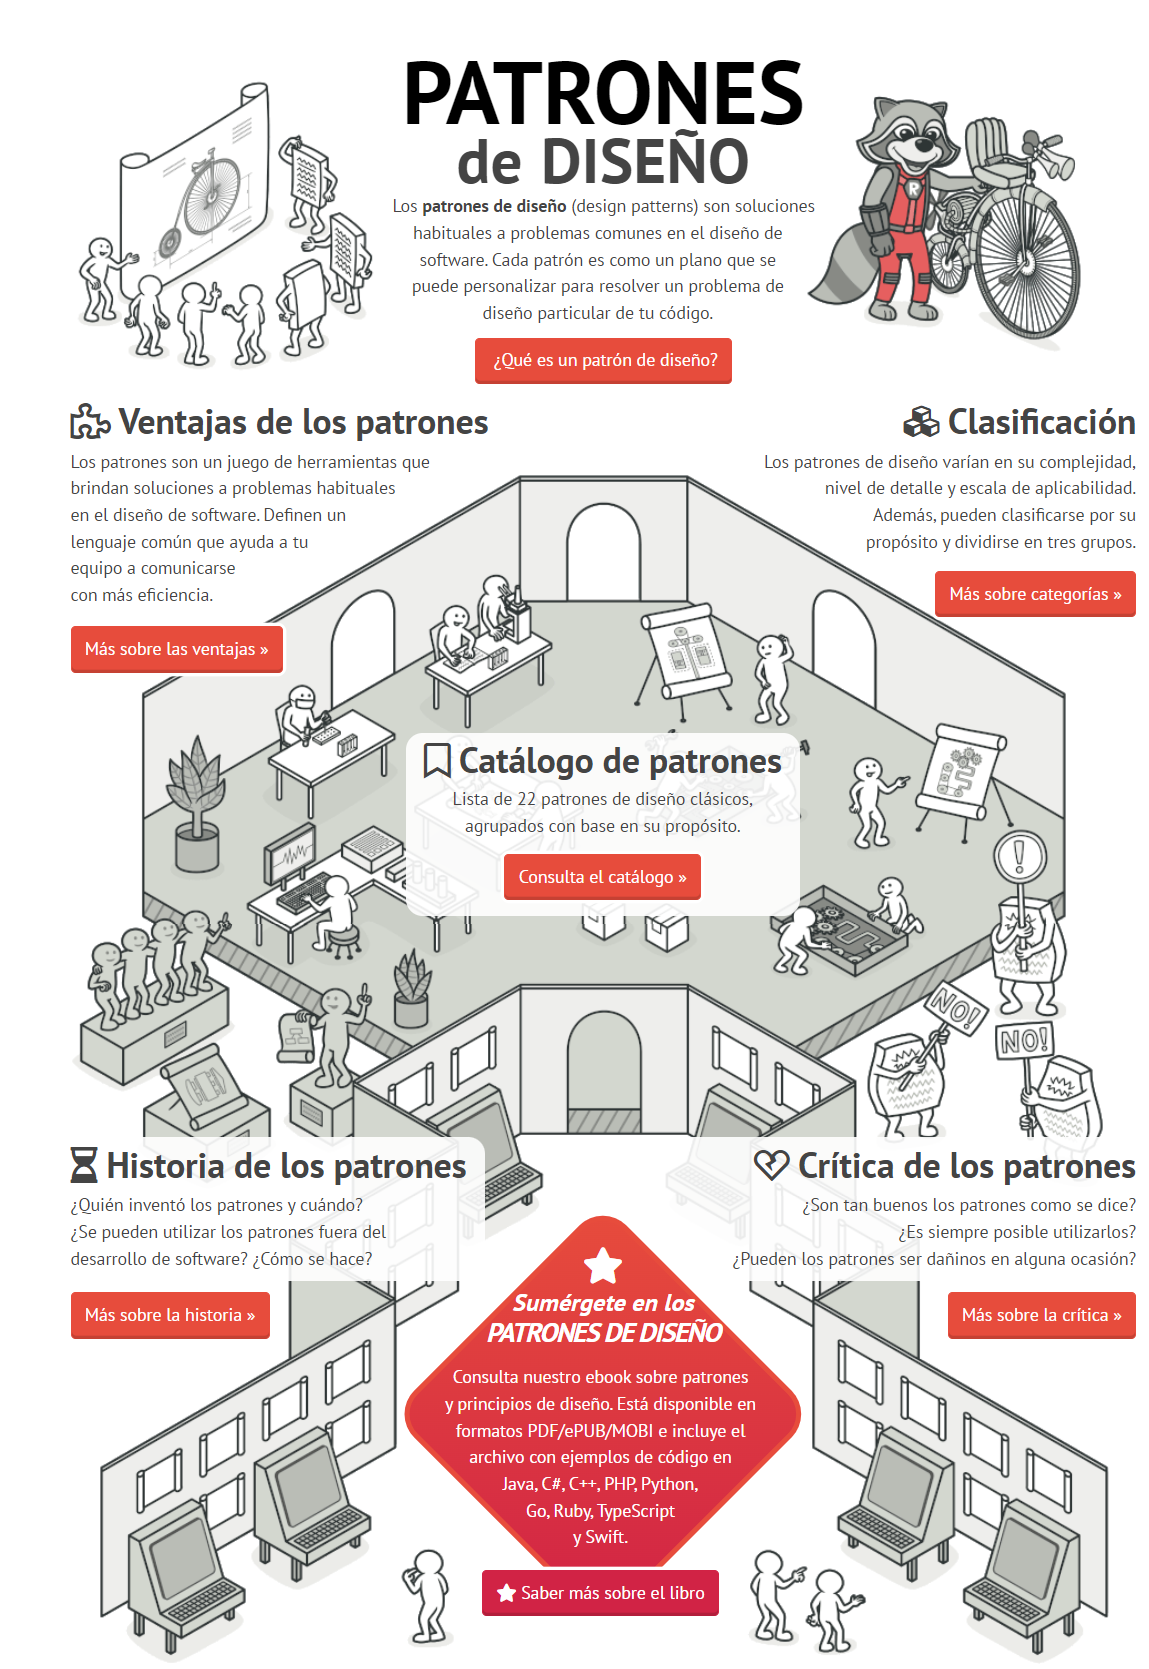 PATRONES
de DISEÑO
Los patrones de diseño (design patterns) son soluciones
habituales a problemas comunes en el diseño de
software. Cada patrón es como un plano que se
puede personalizar para resolver un problema de
diseño particular de tu código.
¿Qué es un patrón de diseño?
R
Ventajas de los patrones
Los patrones son un juego de herramientas que
brindan soluciones a problemas habituales
en el diseño de software. Definen un
lenguaje común que ayuda a tu
equipo a comunicarse
con más eficiencia.
Más sobre las ventajas »
Clasificación
Los patrones de diseño varían en su complejidad,
nivel de detalle y escala de aplicabilidad.
Además, pueden clasificarse por su
propósito y dividirse en tres grupos.
Más sobre categorías »
Catálogo de patrones
Lista de 22 patrones de diseño clásicos,
agrupados con base en su propósito.
Consulta el catálogo »
!
NO!
NO!
Historia de los patrones
¿Quién inventó los patrones y cuándo?
¿Se pueden utilizar los patrones fuera del
desarrollo de software? ¿Cómo se hace?
Más sobre la historia »
Crítica de los patrones
¿Son tan buenos los patrones como se dice?
¿Es siempre posible utilizarlos?
¿Pueden los patrones ser dañinos en alguna ocasión?
Más sobre la crítica »
Sumérgete en los
PATRONES DE DISEÑO
Consulta nuestro ebook sobre patrones
y principios de diseño. Está disponible en
formatos PDF/ePUB/MOBI e incluye el
archivo con ejemplos de código en
Java, C#, C++, PHP, Python,
Go, Ruby, TypeScript
y Swift.
Saber más sobre el libro